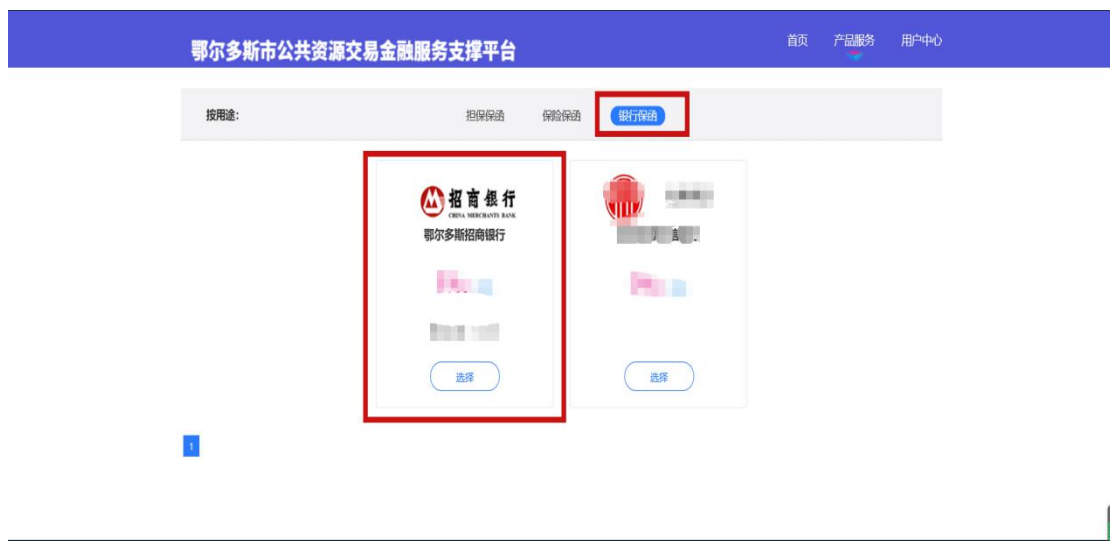 鄂尔多斯市公共资源交易金融服务支撑平台
首页 产品服务 用户中心
按用途: 担保保函 保险保函 银行保函
招商银行
CHINA MERCHANTS BANK
鄂尔多斯招商银行
选择
选择
1